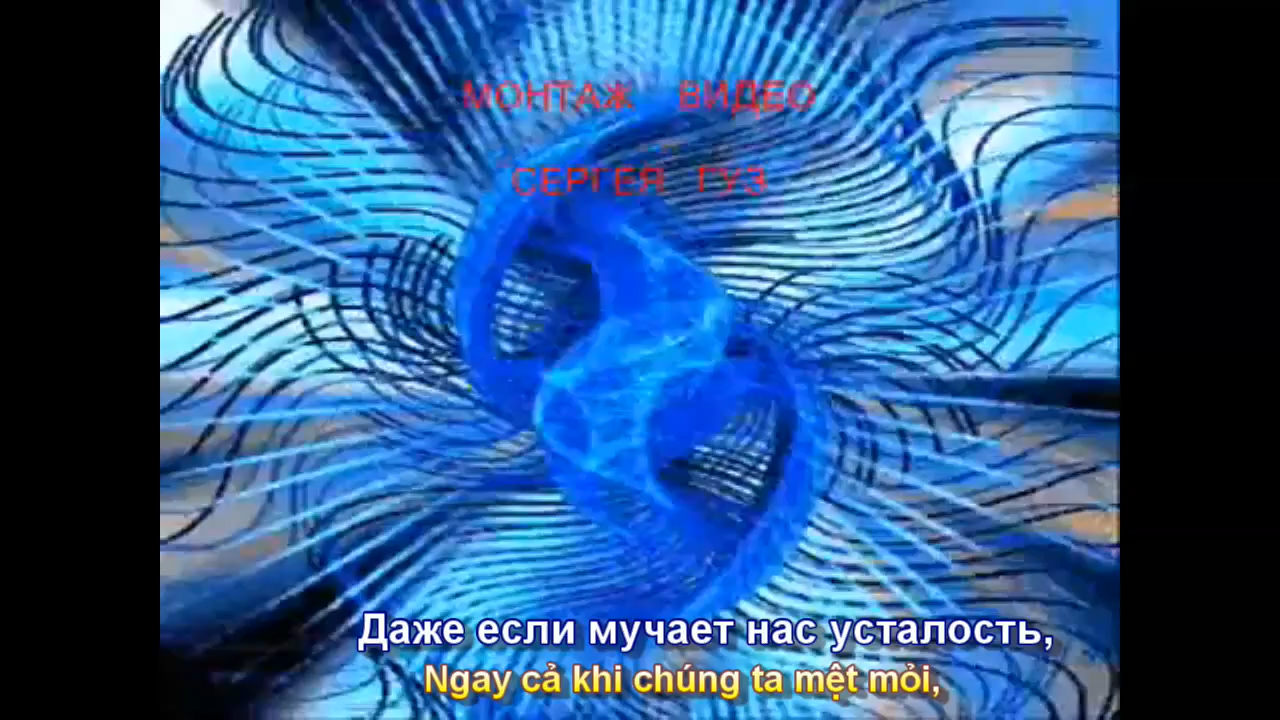 МОНТАЖ ВИДЕО
СЕРГЕЯ ГУЗ
Даже если мучает нас усталость,
Ngay cả khi chúng ta mệt mỏi,